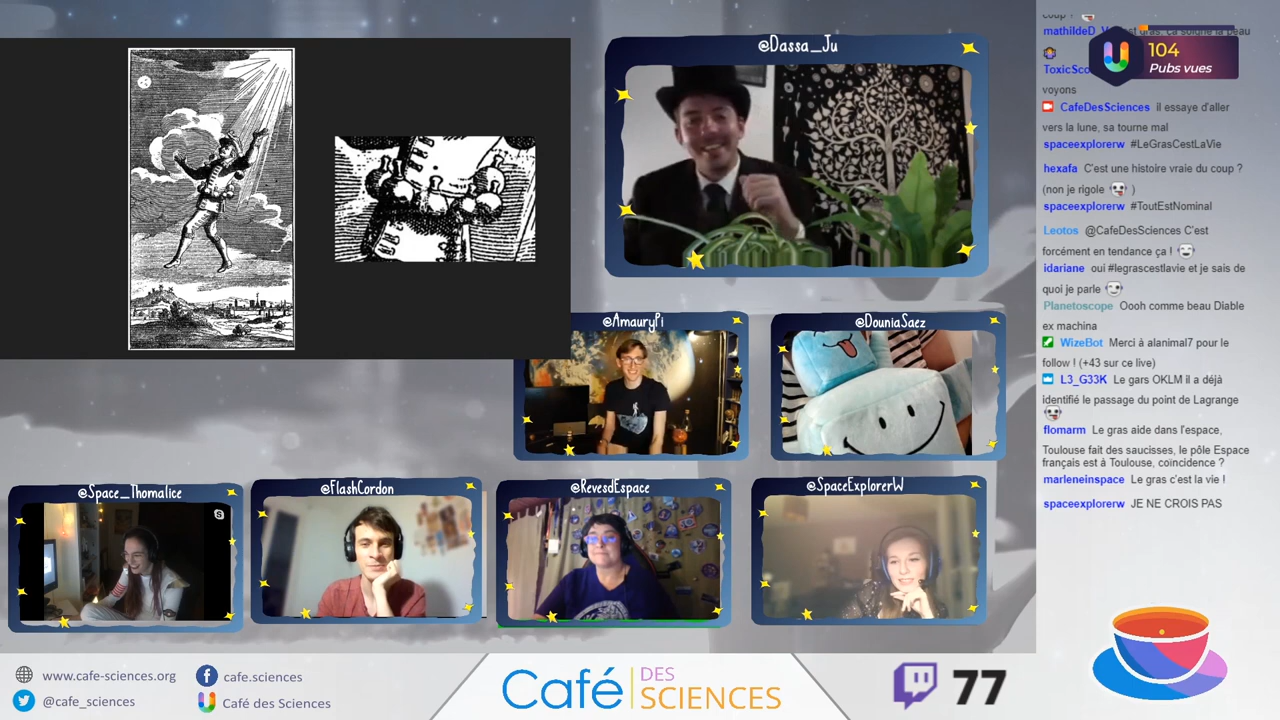 @Dassa_Ju
@AmauryPi
@DouniaSaez
@Space_Thomalice
@FlashCordon
@RevesdEspace
@SpaceExplorerW
104
Pubs vues
coup ?
mathildeD_V
ToxicSco
voyons
CafeDesSciences il essaye d'aller
vers la lune, sa tourne mal
spaceexplorerw #LeGrasCestLaVie
hexafa C'est une histoire vraie du coup ?
(non je rigole )
spaceexplorerw #ToutEstNominal
Leotos @CafeDesSciences C'est
forcément en tendance ça !
idariane oui #legrascestlavie et je sais de
quoi je parle
Planetoscope Oooh comme beau Diable
ex machina
WizeBot Merci à alanimal7 pour le
follow ! (+43 sur ce live)
L3_G33K Le gars OKLM il a déjà
identifié le passage du point de Lagrange
flomarm Le gras aide dans l'espace,
Toulouse fait des saucisses, le pôle Espace
français est à Toulouse, coincidence ?
marleneinspace Le gras c'est la vie !
spaceexplorerw JE NE CROIS PAS
www.cafe-sciences.org
cafe.sciences
@cafe_sciences
Café des Sciences
Café DES SCIENCES
77